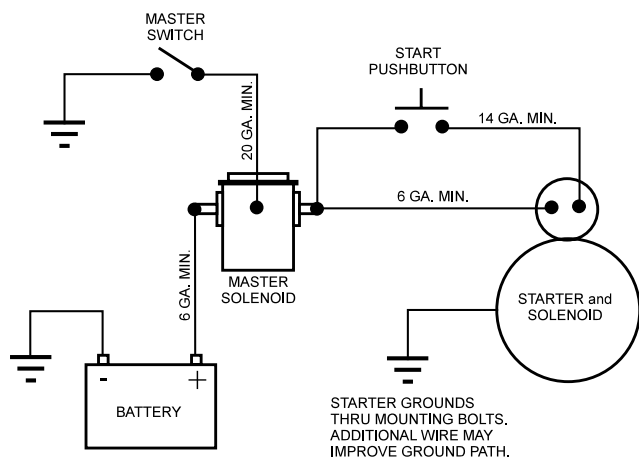 MASTER
SWITCH
START
PUSHBUTTON
20 GA. MIN.
14 GA. MIN.
6 GA. MIN.
6 GA. MIN.
MASTER
SOLENOID
STARTER and
SOLENOID
- +
BATTERY
STARTER GROUNDS
THRU MOUNTING BOLTS.
ADDITIONAL WIRE MAY
IMPROVE GROUND PATH.